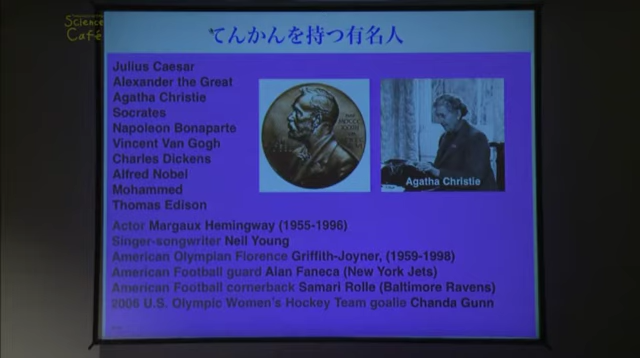 Science Café
てんかんを持つ有名人
Julius Caesar
Alexander the Great
Agatha Christie
Socrates
Napoleon Bonaparte
Vincent Van Gogh
Charles Dickens
Alfred Nobel
Mohammed
Thomas Edison
Agatha Christie
Actor Margaux Hemingway (1955-1996)
Singer-songwriter Neil Young
American Olympian Florence Griffith-Joyner, (1959-1998)
American Football guard Alan Faneca (New York Jets)
American Football cornerback Samari Rolle (Baltimore Ravens)
2006 U.S. Olympic Women's Hockey Team goalie Chanda Gunn